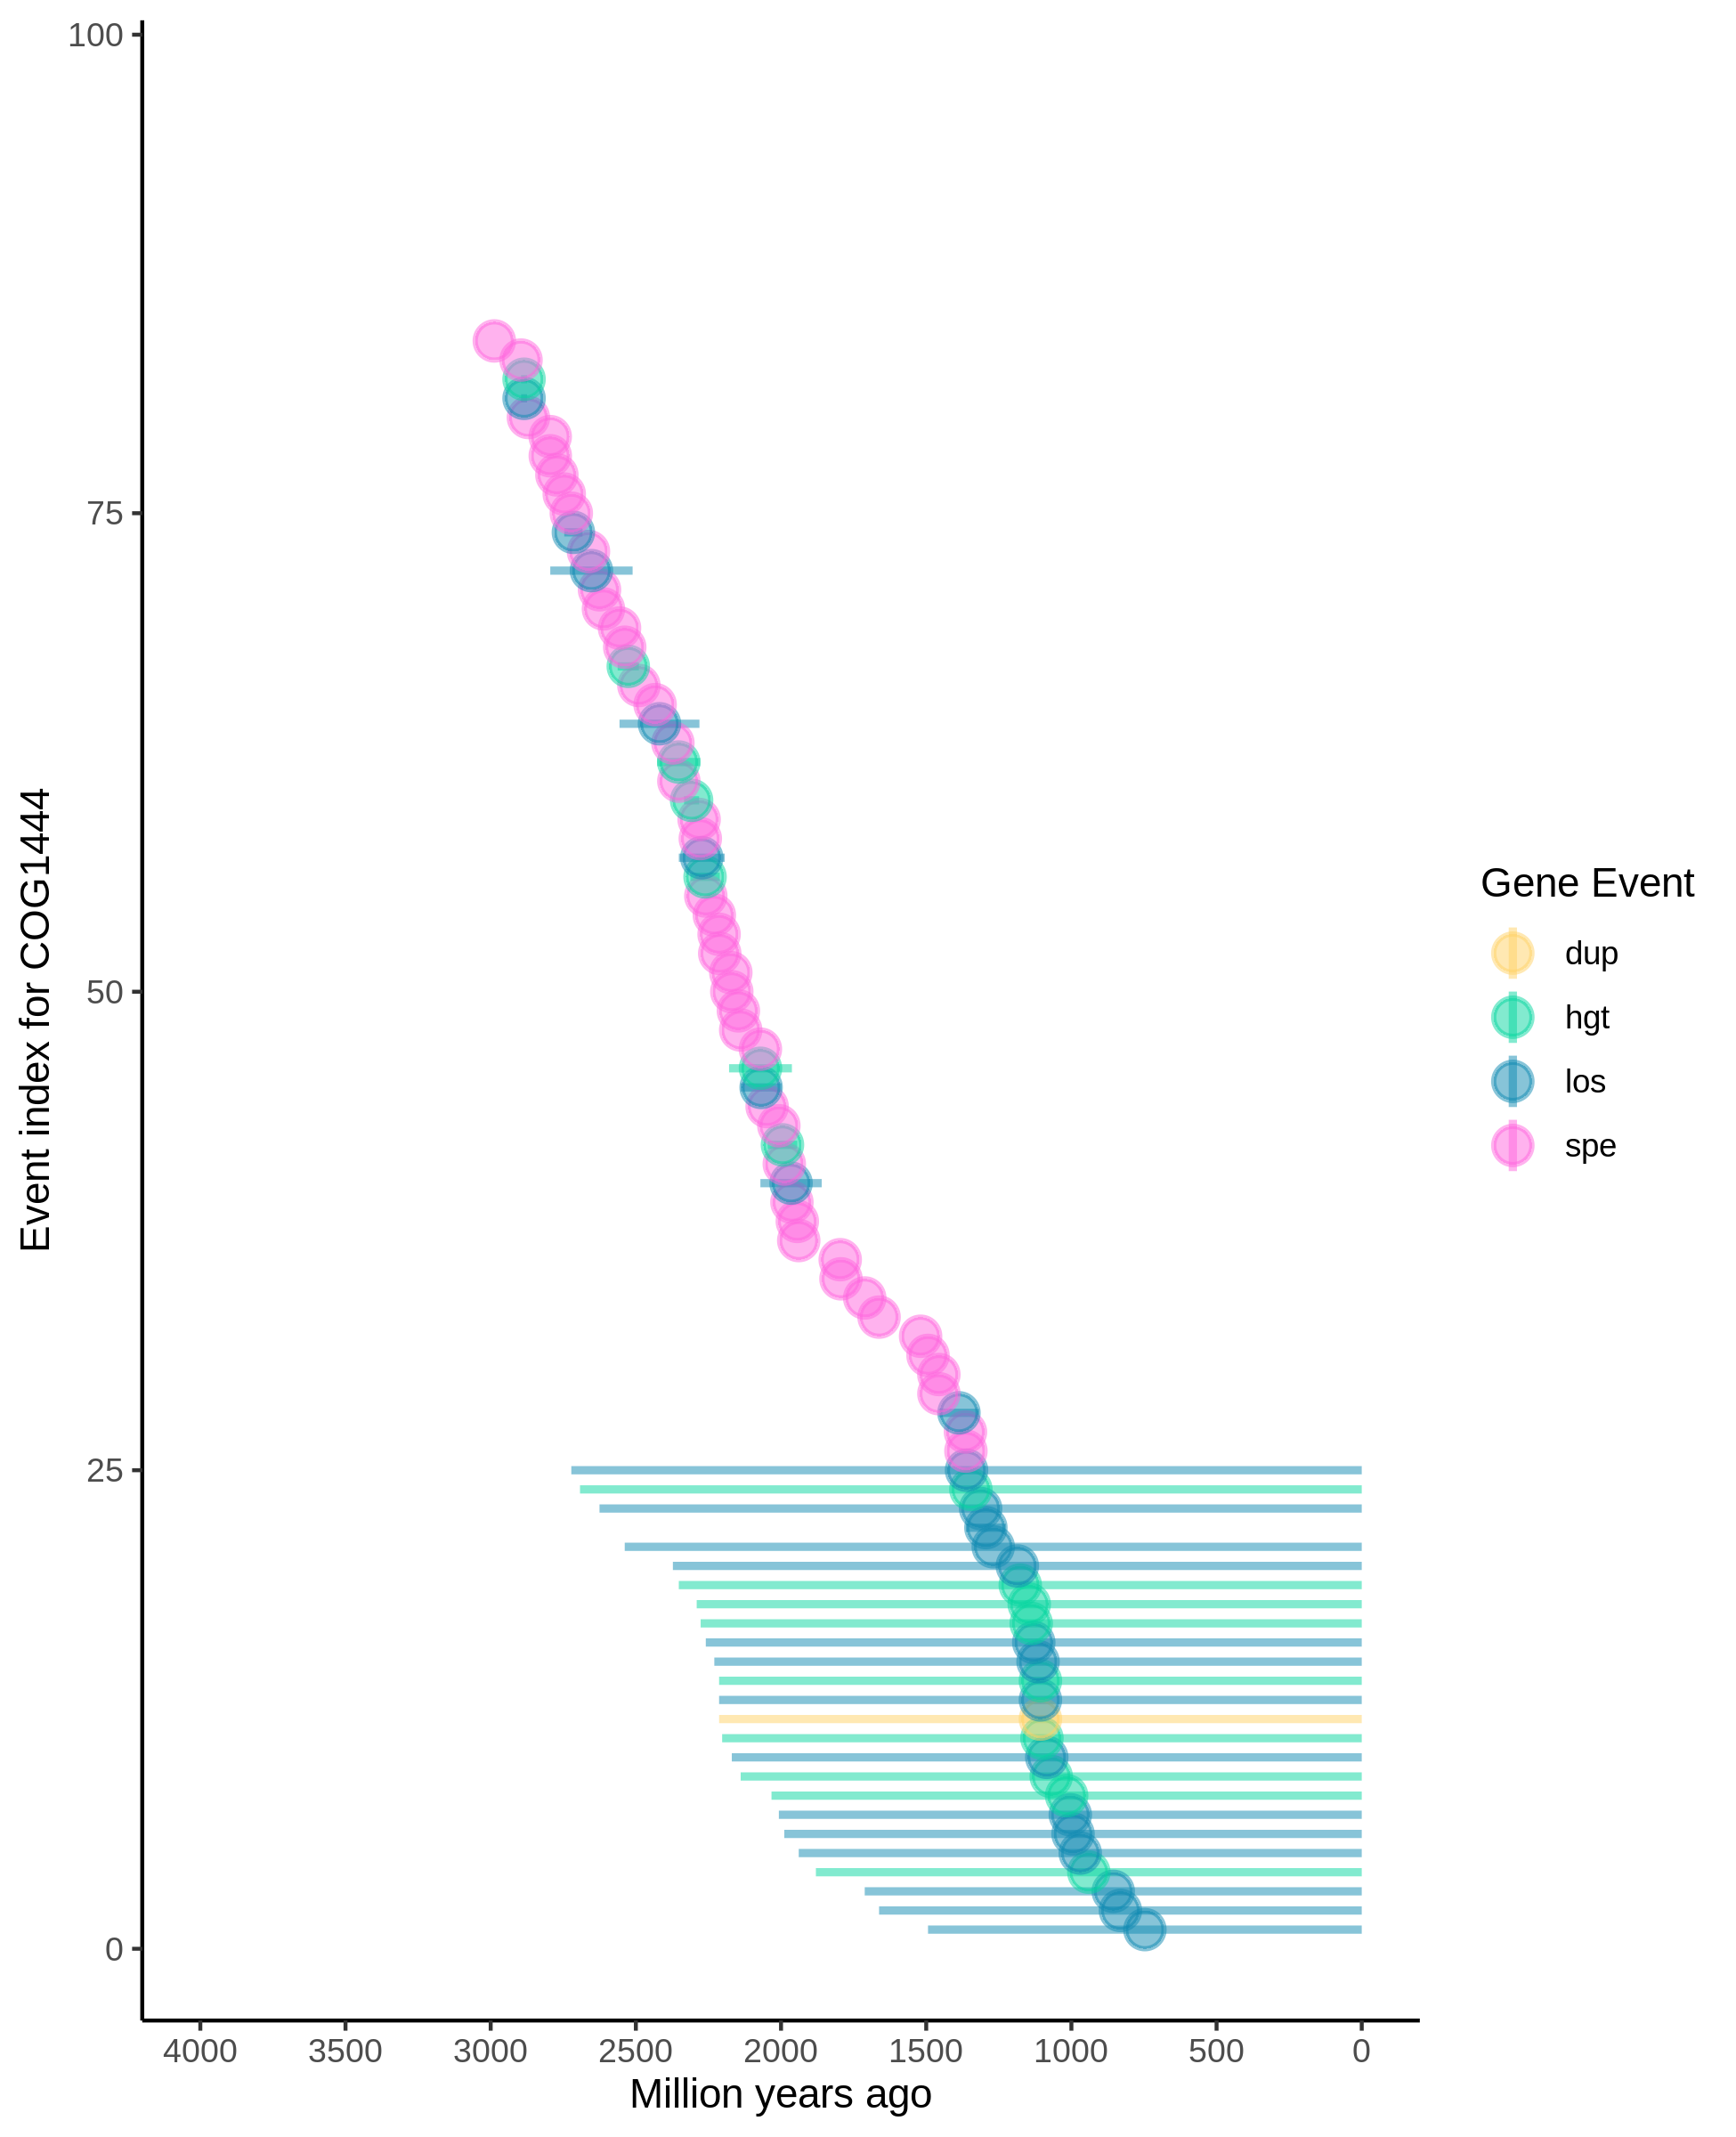 Event index for COG1444
100
75
50
25
0
4000 3500 3000 2500 2000 1500 1000 500 0
Million years ago
Gene Event
dup
hgt
los
spe